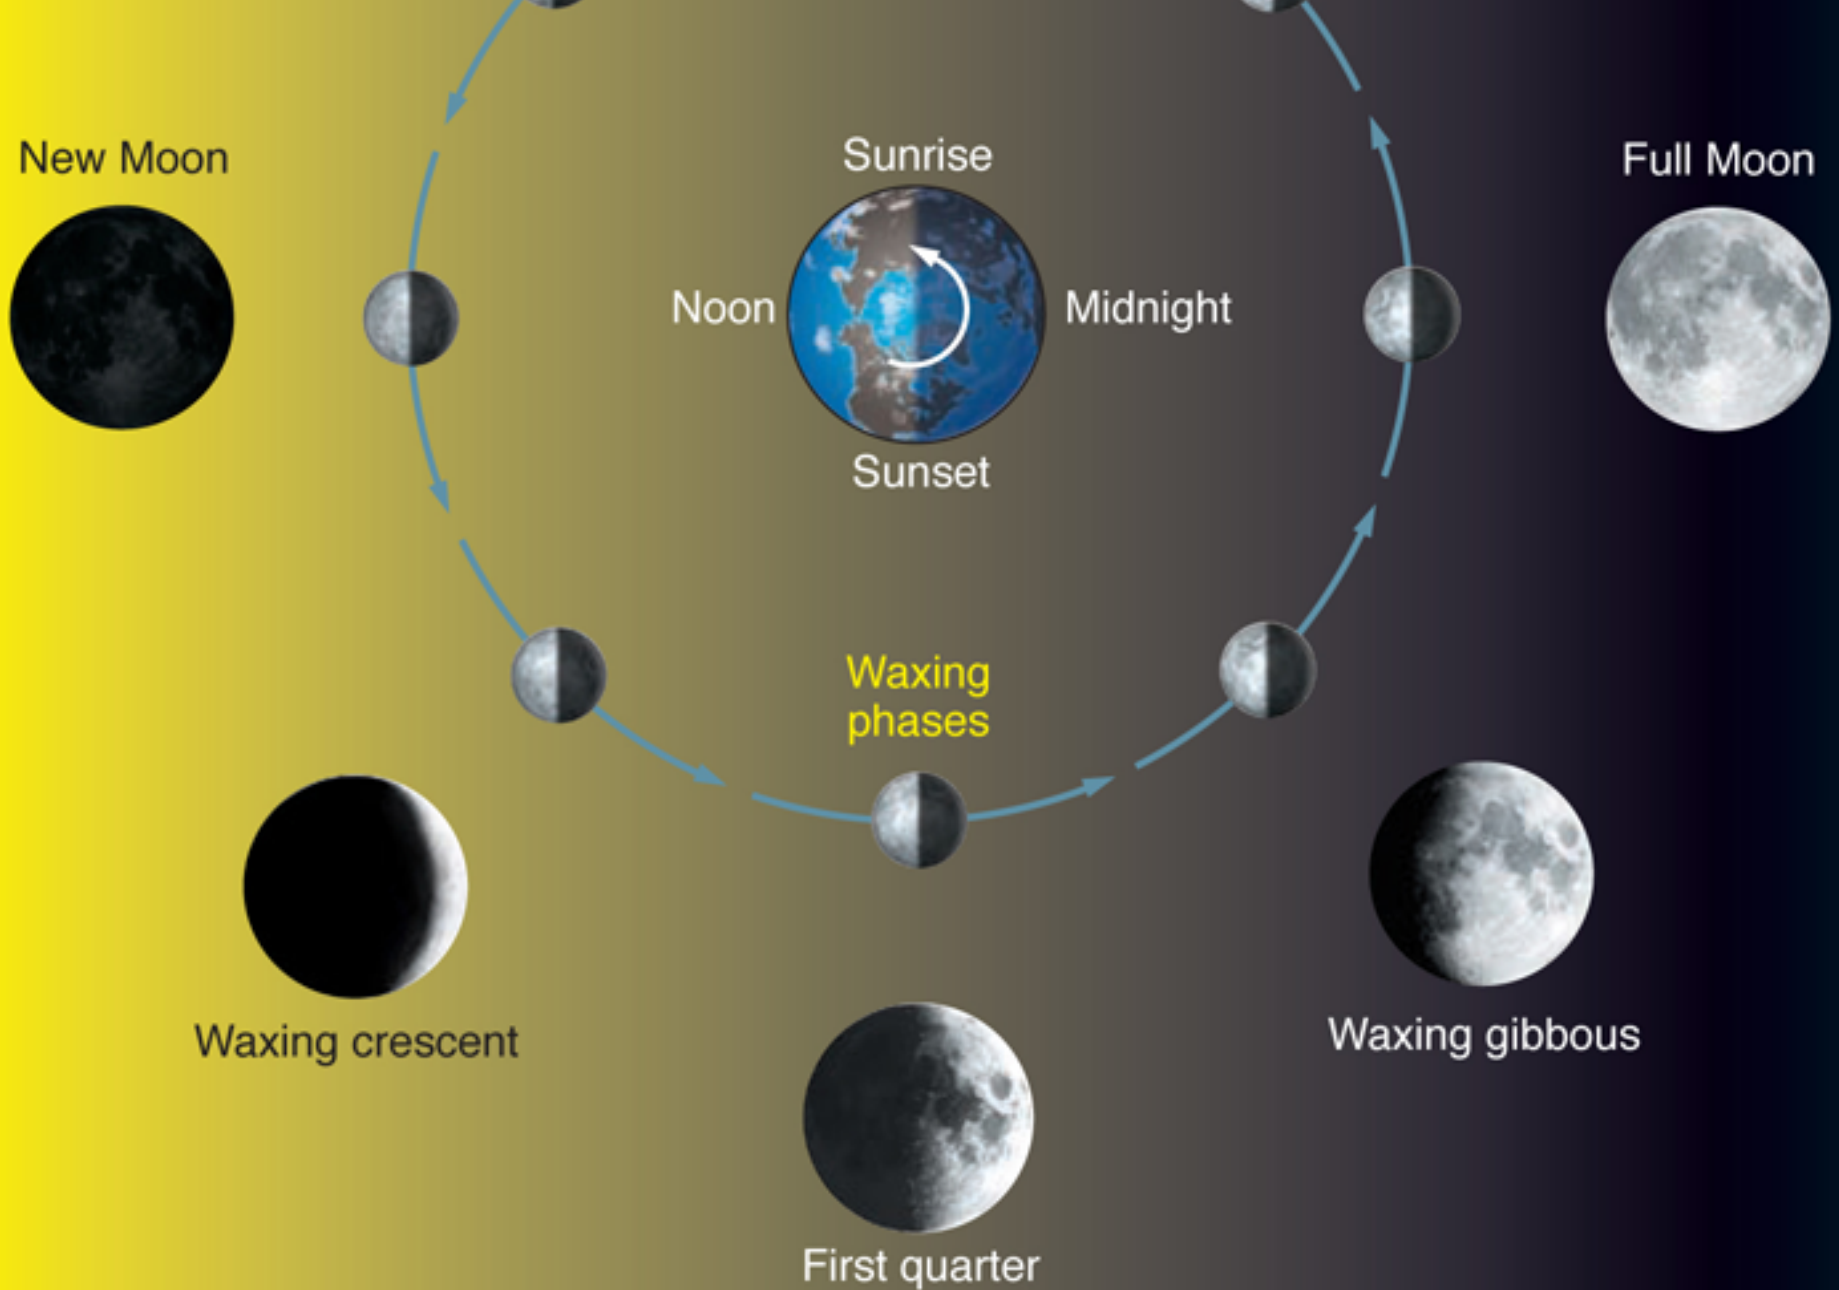 New Moon
Sunrise
Full Moon
Noon
Midnight
Sunset
Waxing
phases
Waxing crescent
Waxing gibbous
First quarter